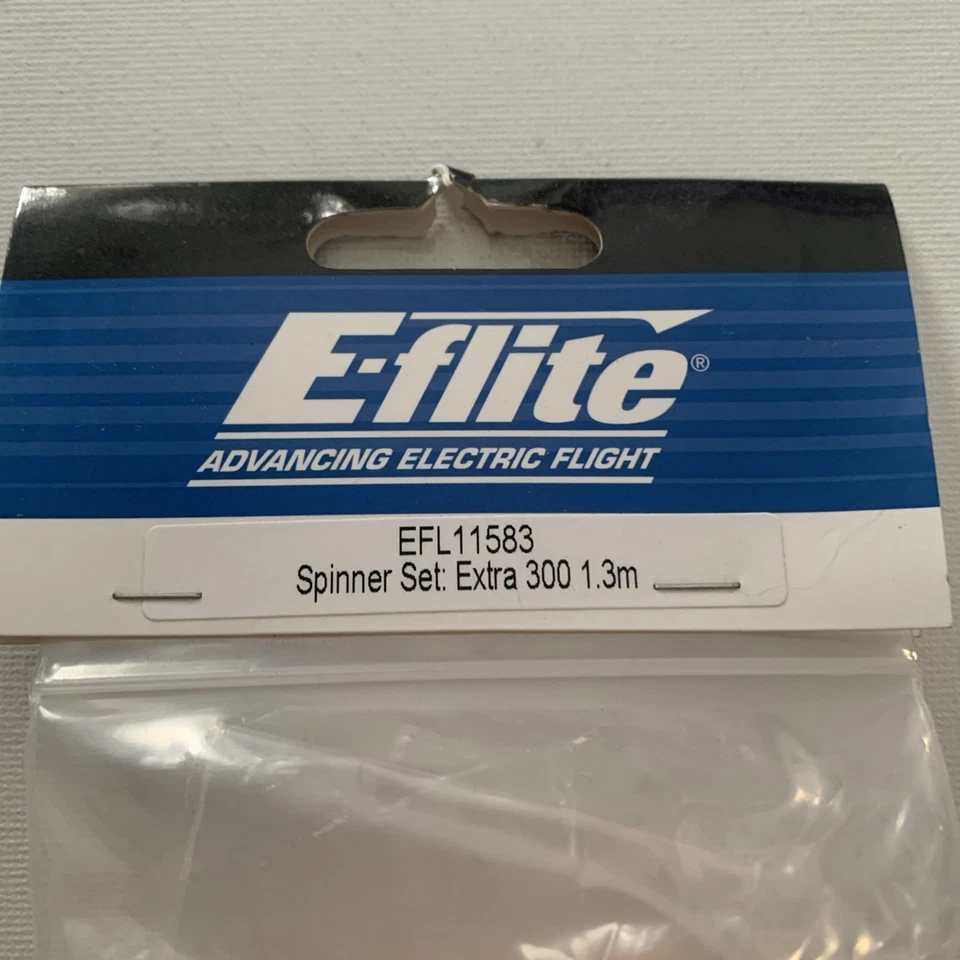 E-flite®
ADVANCING ELECTRIC FLIGHT
EFL11583
Spinner Set: Extra 300 1.3m